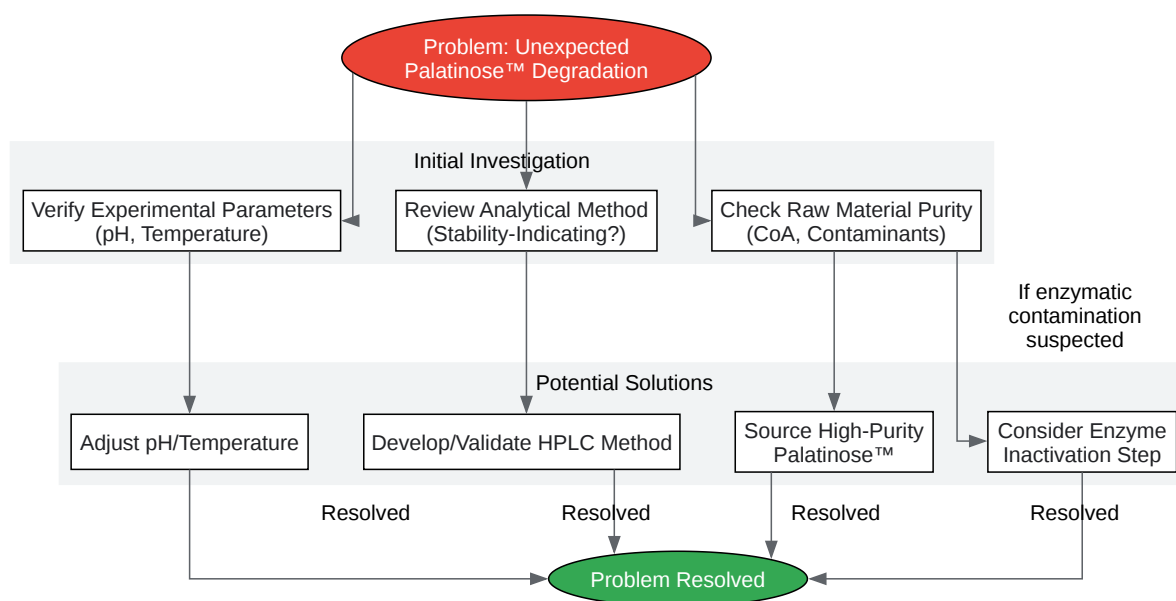 Problem: Unexpected
Palatinose™ Degradation
Initial Investigation
Verify Experimental Parameters
(pH, Temperature)
Review Analytical Method
(Stability-Indicating?)
Check Raw Material Purity
(CoA, Contaminants)
If enzymatic
contamination
suspected
Potential Solutions
Adjust pH/Temperature
Develop/Validate HPLC Method
Source High-Purity
Palatinose™
Consider Enzyme
Inactivation Step
Resolved
Resolved
Resolved
Resolved
Problem Resolved